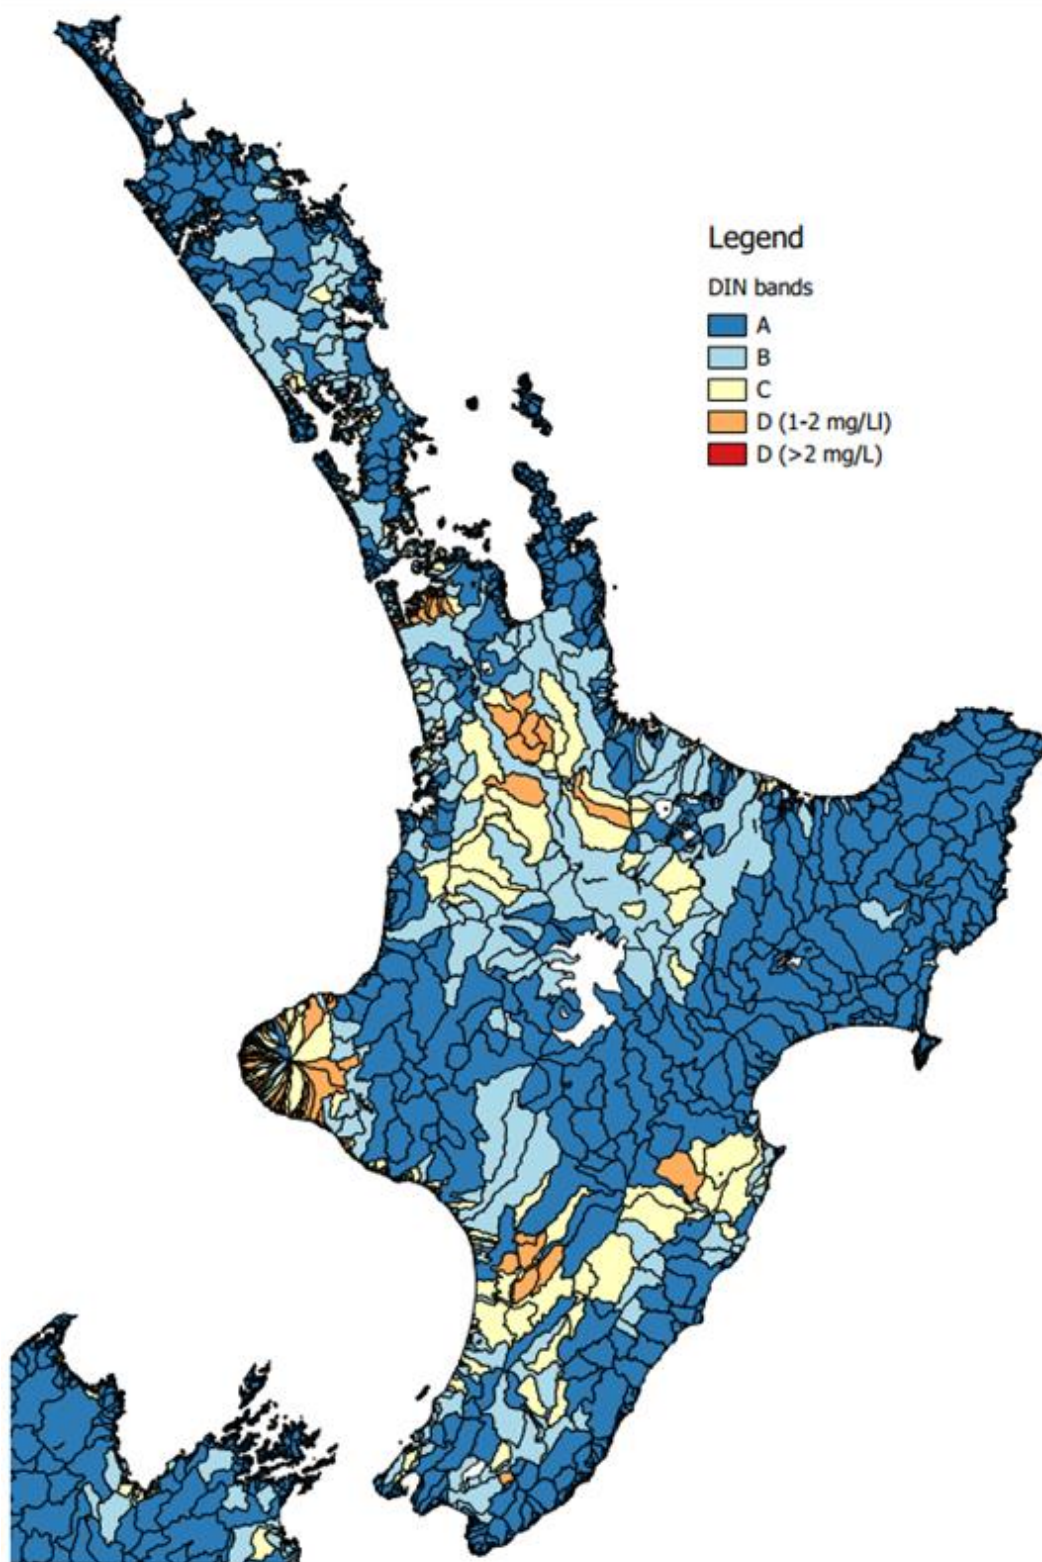 Legend
DIN bands
A
B
C
D (1-2 mg/Ll)
D (>2 mg/L)